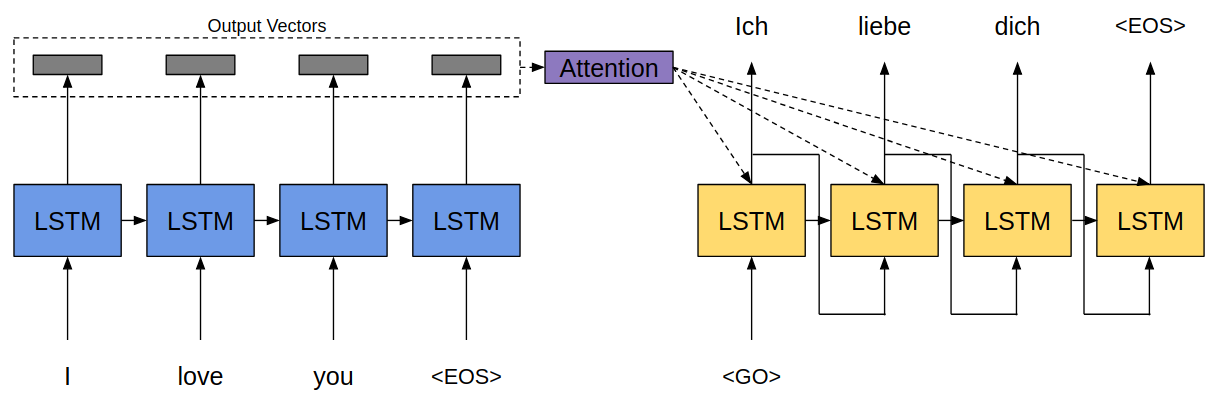 Output Vectors
Attention
Ich liebe dich <EOS>
LSTM LSTM LSTM LSTM LSTM LSTM LSTM LSTM
I love you <EOS> <GO>